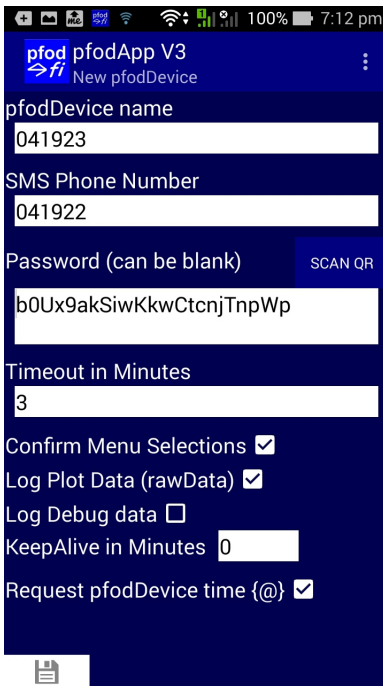 100% 7:12 pm
pfod fi pfodApp V3
New pfodDevice
pfodDevice name
041923
SMS Phone Number
041922
Password (can be blank) SCAN QR
b0Ux9akSiwKkwCtcnjTnpWp
Timeout in Minutes
3
Confirm Menu Selections
Log Plot Data (rawData)
Log Debug data
KeepAlive in Minutes 0
Request pfodDevice time {@}